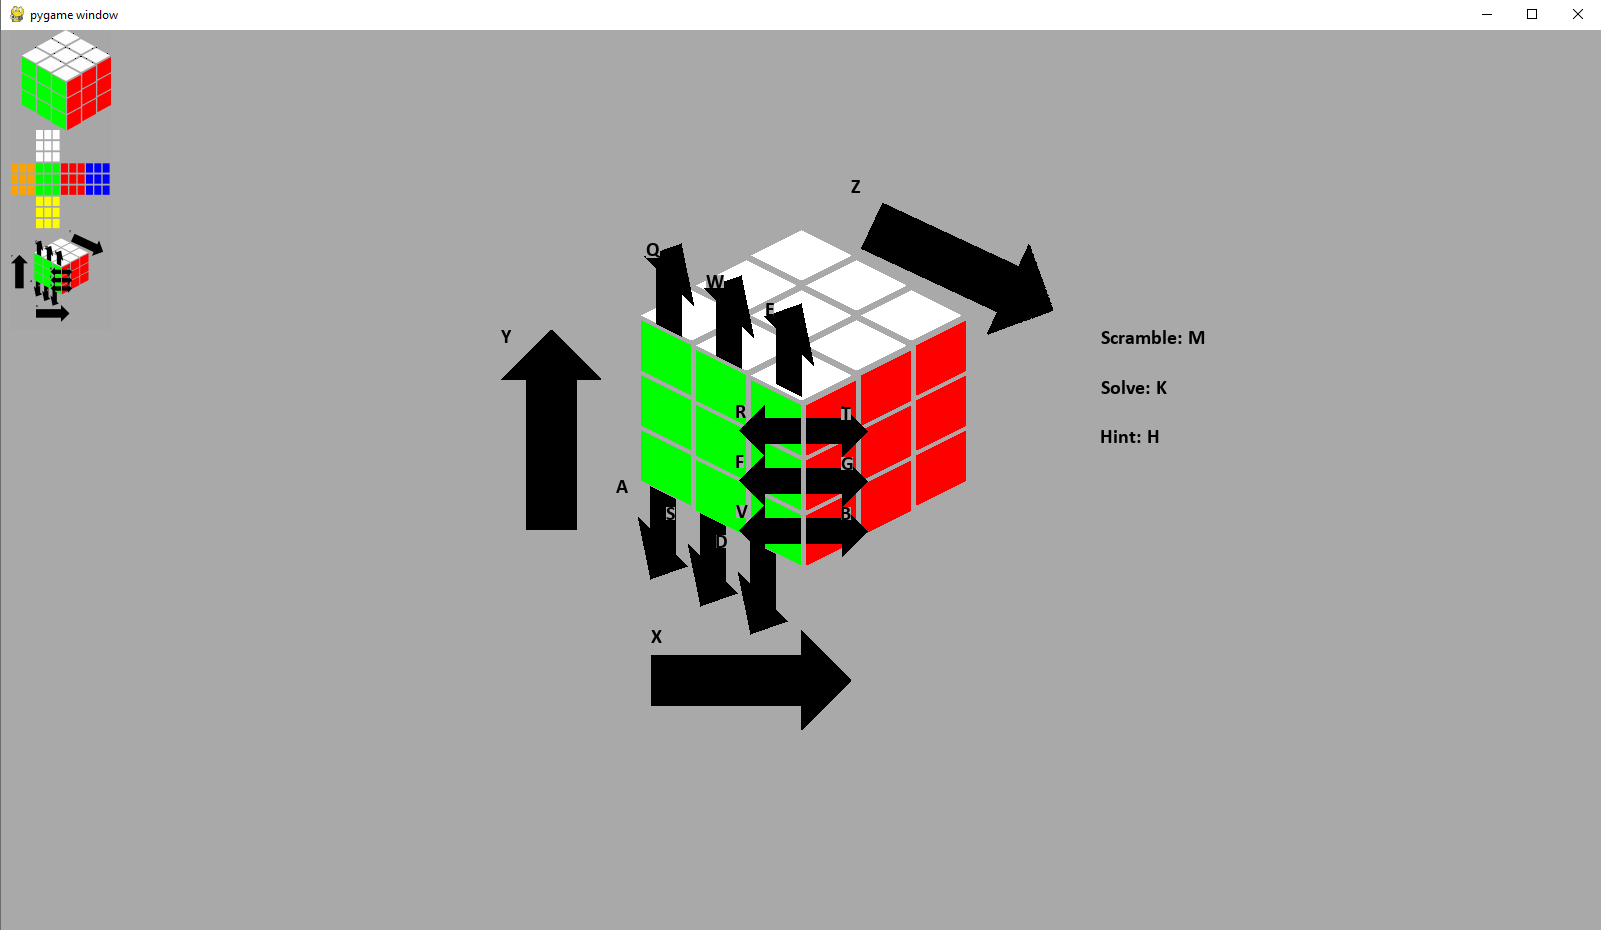 pygame window
Z
Q
W
E
Y
Scramble: M
Solve: K
R T
F G
Hint: H
A
V B
S
D
X